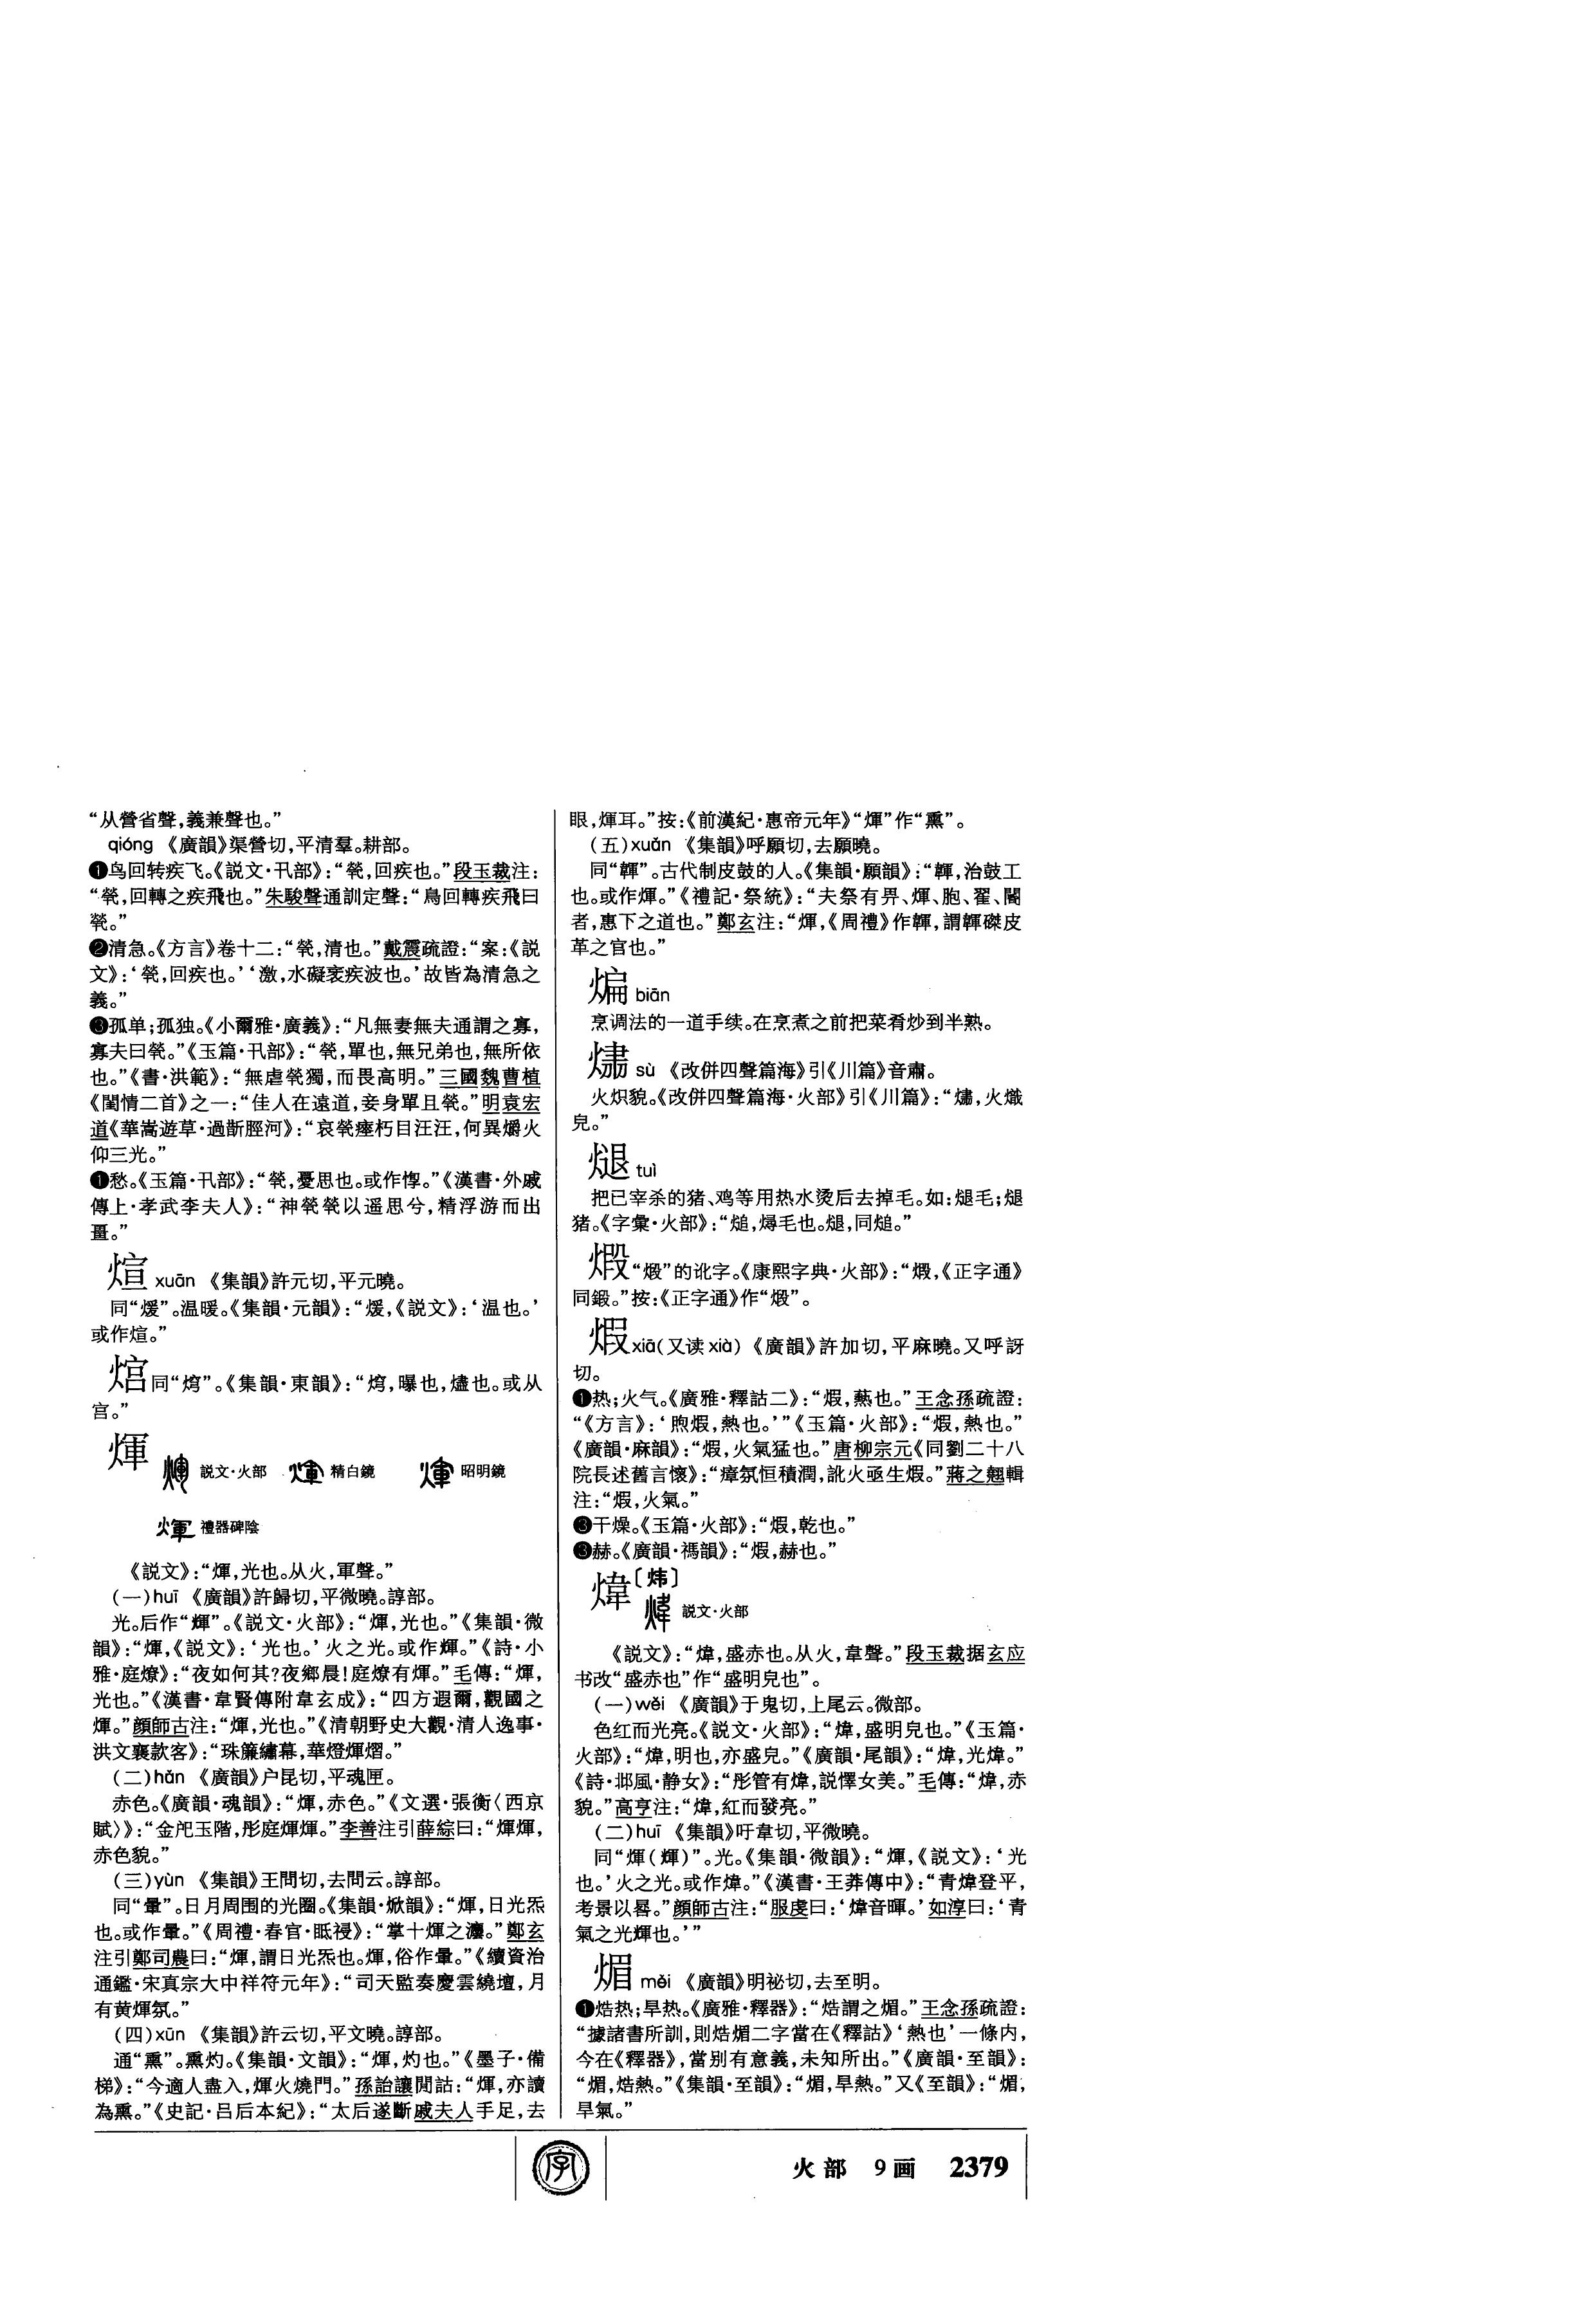 “从營省聲，義兼聲也。”
qióng 《廣韻》渠營切，平清羣。耕部。
❶鸟回转疾飞。《説文·卂部》：“煢，回疾也。”段玉裁注：
“煢，回轉之疾飛也。”朱駿聲通訓定聲：“鳥回轉疾飛曰
煢。”
❷清急。《方言》卷十二：“煢，清也。”戴震疏證：“案：《説
文》：‘煢，回疾也。’‘激，水礙衺疾波也。’故皆為清急之
義。”
❸孤单；孤独。《小爾雅·廣義》：“凡無妻無夫通謂之寡，
寡夫曰煢。”《玉篇·卂部》：“煢，單也，無兄弟也，無所依
也。”《書·洪範》：“無虐煢獨，而畏高明。”三國魏曹植
《閨情二首》之一：“佳人在遠道，妾身單且煢。”明袁宏
道《華嵩遊草·過斮脛河》：“哀煢瘞朽目汪汪，何異爝火
仰三光。”
❶愁。《玉篇·卂部》：“煢，憂思也。或作惸。”《漢書·外戚
傳上·孝武李夫人》：“神煢煢以遥思兮，精浮游而出
畺。”
煊 xuān 《集韻》許元切，平元曉。
同“煖”。温暖。《集韻·元韻》：“煖，《説文》：‘温也。’
或作煊。”
焪同“焪”。《集韻·東韻》：“焪，曝也，燼也。或从
宫。”
煇
説文·火部 精白鏡 昭明鏡
禮器碑陰
《説文》：“煇，光也。从火，軍聲。”
（一）huī 《廣韻》許歸切，平微曉。諄部。
光。后作“輝”。《説文·火部》：“煇，光也。”《集韻·微
韻》：“煇，《説文》：‘光也。’火之光。或作輝。”《詩·小
雅·庭燎》：“夜如何其？夜鄉晨！庭燎有煇。”毛傳：“煇，
光也。”《漢書·韋賢傳附韋玄成》：“四方遐爾，觀國之
煇。”顔師古注：“煇，光也。”《清朝野史大觀·清人逸事·
洪文襄款客》：“珠簾繡幕，華燈煇熠。”
（二）hǎn 《廣韻》户昆切，平魂匣。
赤色。《廣韻·魂韻》：“煇，赤色。”《文選·張衡〈西京
賦〉》：“金戺玉階，彤庭煇煇。”李善注引薛綜曰：“煇煇，
赤色貌。”
（三）yùn 《集韻》王問切，去問云。諄部。
同“暈”。日月周围的光圈。《集韻·焮韻》：“煇，日光炁
也。或作暈。”《周禮·春官·眡祲》：“掌十煇之灋。”鄭玄
注引鄭司農曰：“煇，謂日光炁也。煇，俗作暈。”《續資治
通鑑·宋真宗大中祥符元年》：“司天監奏慶雲繞壇，月
有黄煇氛。”
（四）xūn 《集韻》許云切，平文曉。諄部。
通“熏”。熏灼。《集韻·文韻》：“煇，灼也。”《墨子·備
梯》：“今適人盡入，煇火燒門。”孫詒讓閒詁：“煇，亦讀
為熏。”《史記·吕后本紀》：“太后遂斷戚夫人手足，去
眼，煇耳。”按：《前漢紀·惠帝元年》“煇”作“熏”。
（五）xuǎn 《集韻》呼願切，去願曉。
同“韗”。古代制皮鼓的人。《集韻·願韻》：“韗，治鼓工
也。或作煇。”《禮記·祭統》：“夫祭有畀、煇、胞、翟、閽
者，惠下之道也。”鄭玄注：“煇，《周禮》作韗，謂韗磔皮
革之官也。”
煸 biān
烹调法的一道手续。在烹煮之前把菜肴炒到半熟。
㷋 sù 《改併四聲篇海》引《川篇》音肅。
火炽貌。《改併四聲篇海·火部》引《川篇》：“㷋，火熾
皃。”
煺 tuì
把已宰杀的猪、鸡等用热水烫后去掉毛。如：煺毛；煺
猪。《字彙·火部》：“㷟，燖毛也。煺，同㷟。”
煅“煅”的讹字。《康熙字典·火部》：“煅，《正字通》
同鍛。”按：《正字通》作“煅”。
煆xiā（又读xià） 《廣韻》許加切，平麻曉。又呼訝
切。
❶热；火气。《廣雅·釋詁二》：“煆，爇也。”王念孫疏證：
“《方言》：‘煦煆，熱也。’”《玉篇·火部》：“煆，熱也。”
《廣韻·麻韻》：“煆，火氣猛也。”唐柳宗元《同劉二十八
院長述舊言懷》：“瘴氛恒積潤，訛火亟生煆。”蔣之翹輯
注：“煆，火氣。”
❸干燥。《玉篇·火部》：“煆，乾也。”
❸赫。《廣韻·禡韻》：“煆，赫也。”
煒〔炜〕
説文·火部
《説文》：“煒，盛赤也。从火，韋聲。”段玉裁据玄应
书改“盛赤也”作“盛明皃也”。
（一）wěi 《廣韻》于鬼切，上尾云。微部。
色红而光亮。《説文·火部》：“煒，盛明皃也。”《玉篇·
火部》：“煒，明也，亦盛皃。”《廣韻·尾韻》：“煒，光煒。”
《詩·邶風·静女》：“彤管有煒，説懌女美。”毛傳：“煒，赤
貌。”高亨注：“煒，紅而發亮。”
（二）huī 《集韻》吁韋切，平微曉。
同“煇（輝）”。光。《集韻·微韻》：“煇，《説文》：‘光
也。’火之光。或作煒。”《漢書·王莽傳中》：“青煒登平，
考景以晷。”顔師古注：“服虔曰：‘煒音暉。’如淳曰：‘青
氣之光輝也。’”
煝 měi 《廣韻》明祕切，去至明。
❶焅热；旱热。《廣雅·釋器》：“焅謂之煝。”王念孫疏證：
“據諸書所訓，則焅煝二字當在《釋詁》‘熱也’一條内，
今在《釋器》，當别有意義，未知所出。”《廣韻·至韻》：
“煝，焅熱。”《集韻·至韻》：“煝，旱熱。”又《至韻》：“煝，
旱氣。”
字
火部 9画 2379